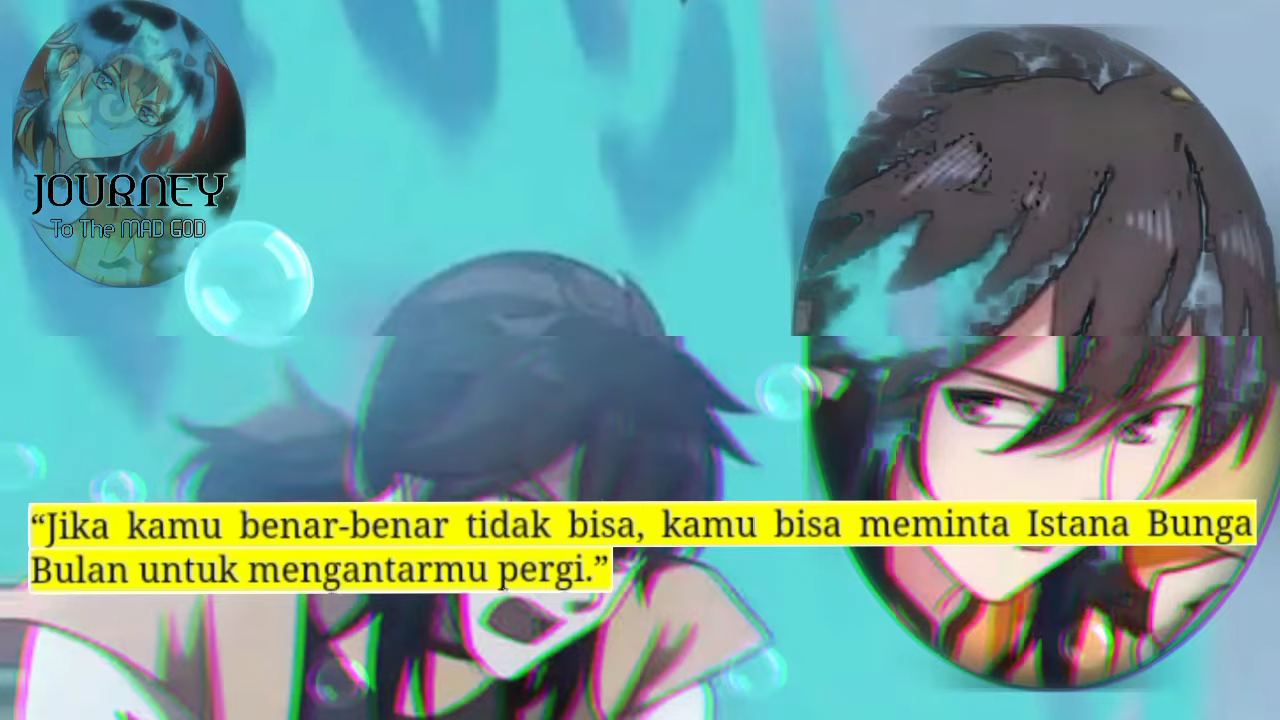 JOURNEY
To The MAD GOD
“Jika kamu benar-benar tidak bisa, kamu bisa meminta Istana Bunga
Bulan untuk mengantarmu pergi.”